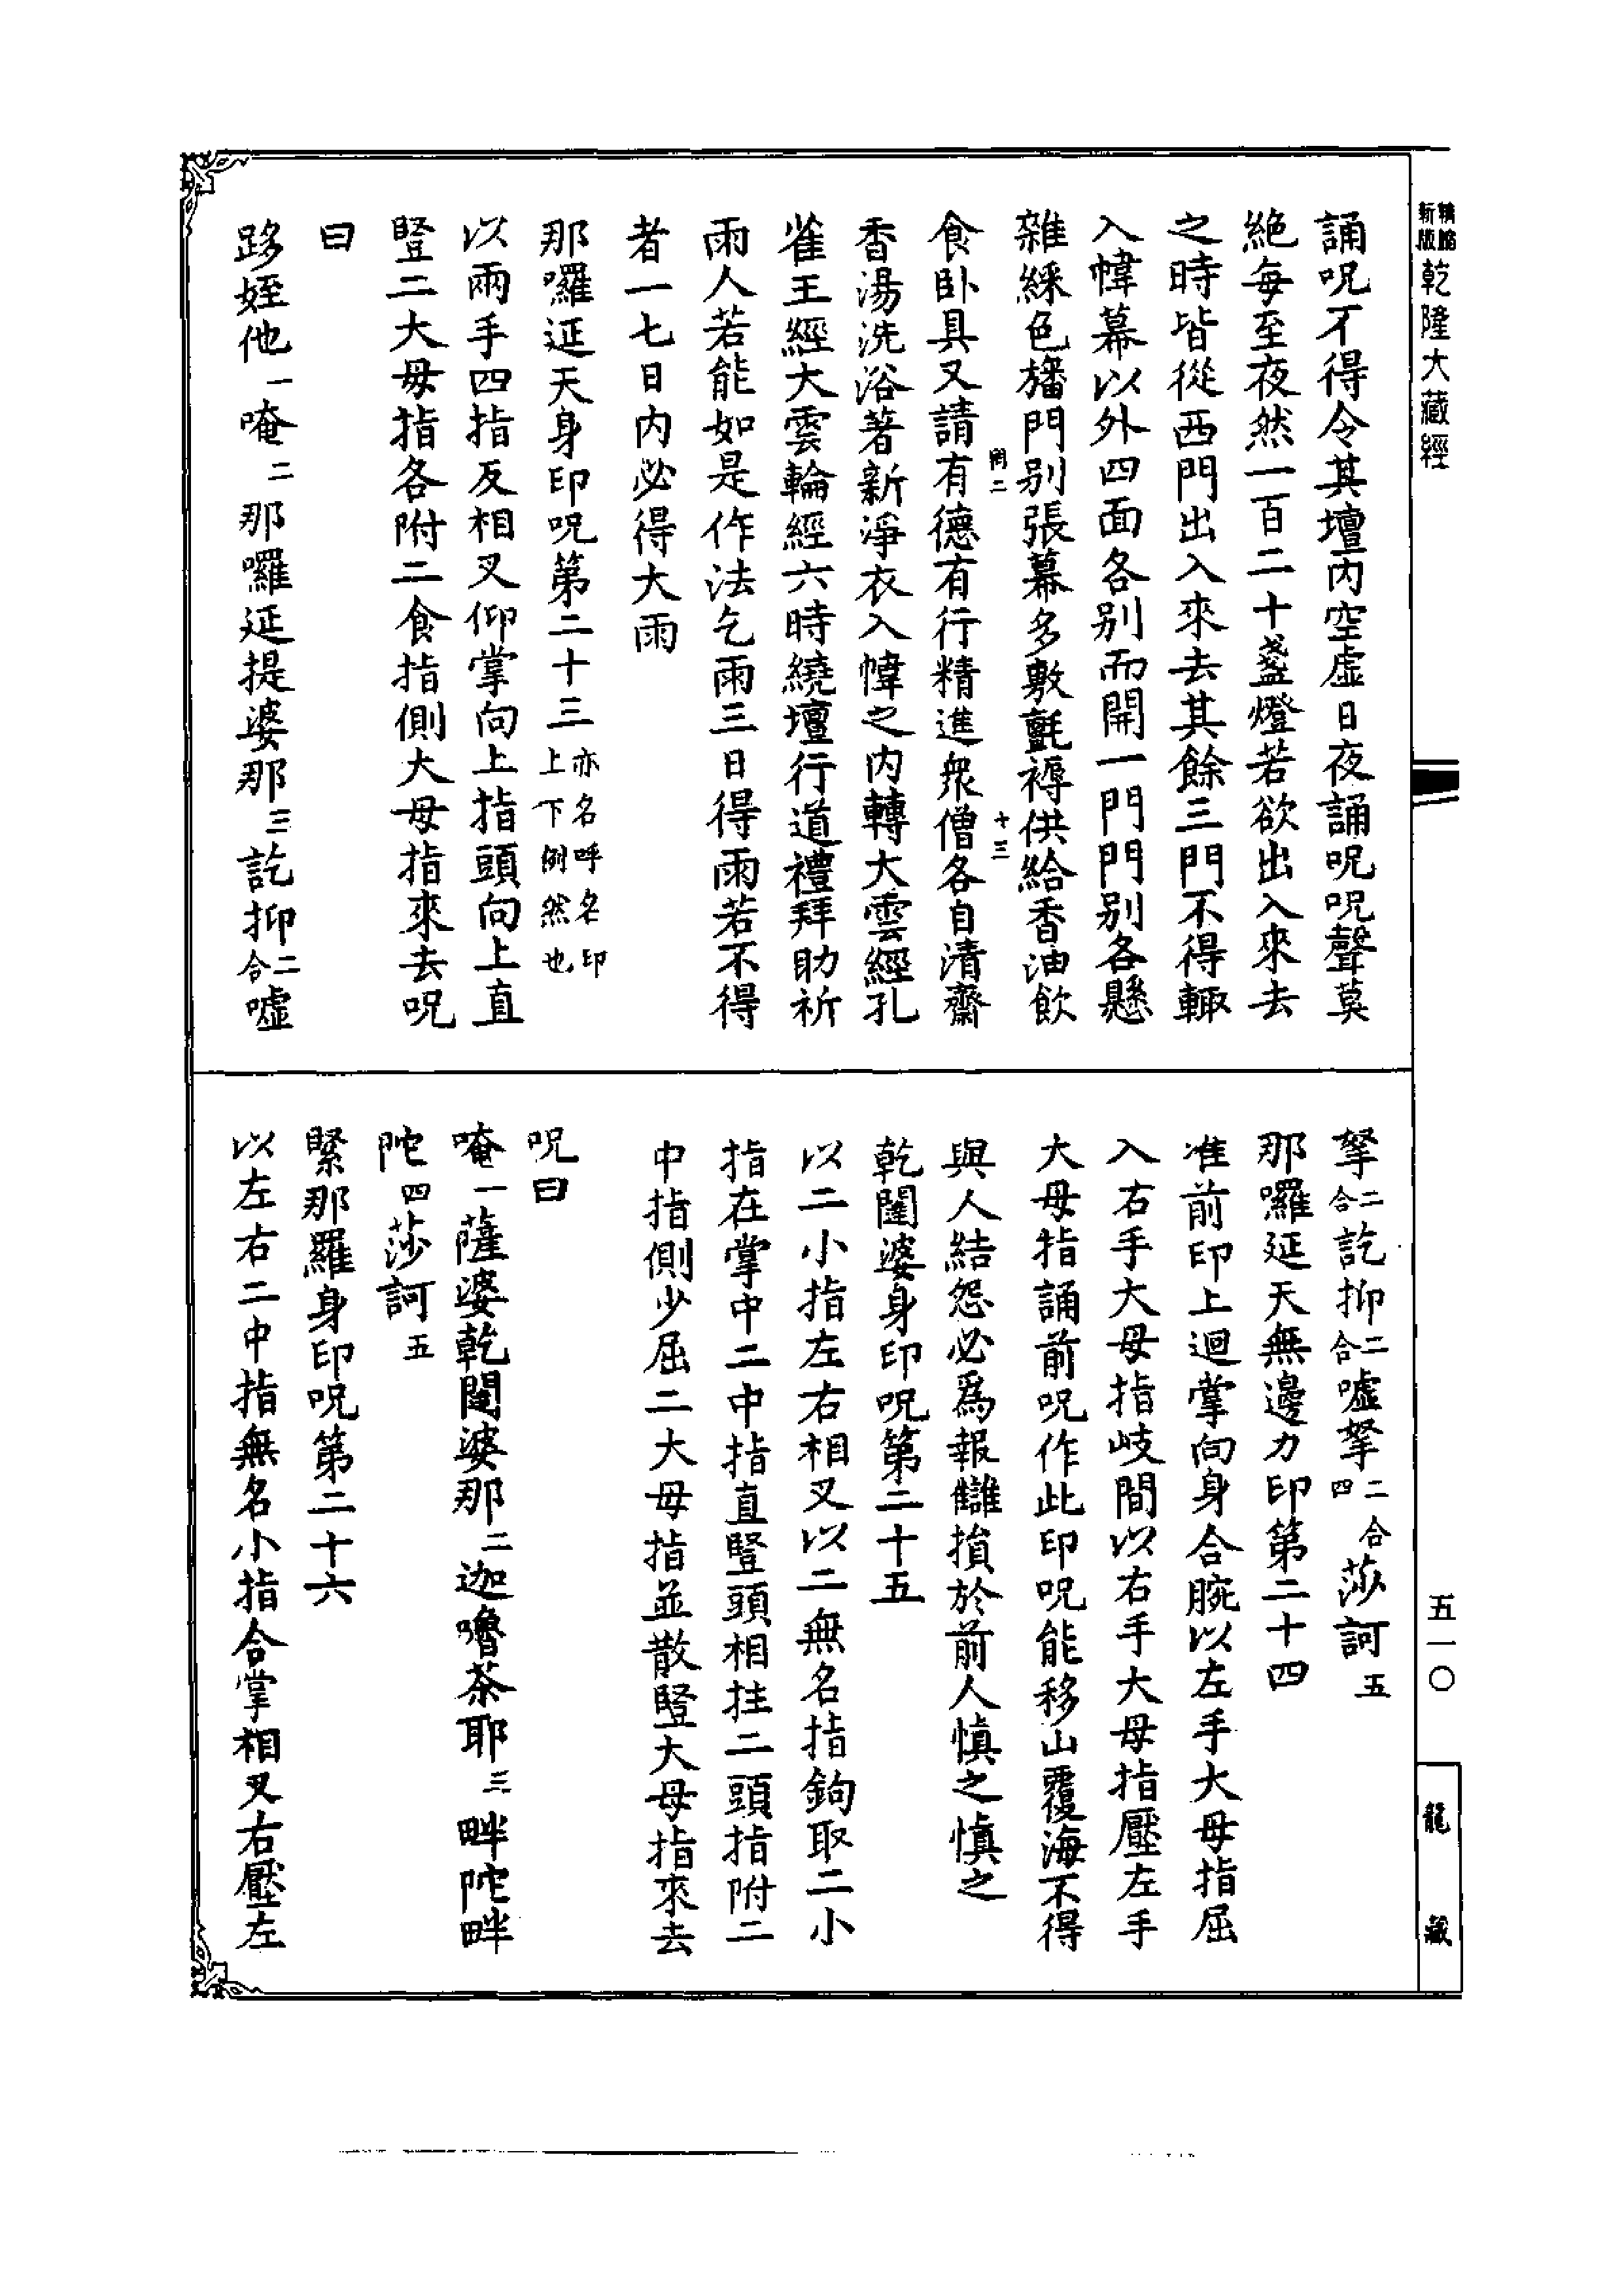 新版
精縮
乾隆大藏經
五一〇
龍藏
誦呪不得令其壇内空虛日夜誦呪呪聲莫
絶每至夜然一百二十盞燈若欲出入來去
之時皆從西門出入來去其餘三門不得輙
入幃幕以外四面各别而開一門門别各懸
雜綵色旛門别張幕多敷氈褥供給香油飲
十三
食卧具又請有德有行精進衆僧各自清齋
香湯洗浴著新淨衣入幃之内轉大雲經孔
雀王經大雲輪經六時繞壇行道禮拜助祈
雨人若能如是作法乞雨三日得雨若不得
者一七日内必得大雨
那囉延天身印呪第二十三亦名呼名印上下例然也
以兩手四指反相叉仰掌向上指頭向上直
豎二大母指各附二食指側大母指來去呪
曰
跢姪他一唵二那囉延提婆那三訖抑二合噓
拏二合訖抑二合噓拏二合四莎訶五
那囉延天無邊力印第二十四
准前印上迴掌向身合腕以左手大母指屈
入右手大母指岐間以右手大母指壓左手
大母指誦前呪作此印呪能移山覆海不得
與人結怨必爲報讎損於前人慎之慎之
乾闥婆身印呪第二十五
以二小指左右相叉以二無名指鉤取二小
指在掌中二中指直豎頭相拄二頭指附二
中指側少屈二大母指並散豎大母指來去
呪曰
唵一薩婆乾闥婆那二迦嚕茶耶三畔陀畔
陀四莎訶五
緊那羅身印呪第二十六
以左右二中指無名小指合掌相叉右壓左